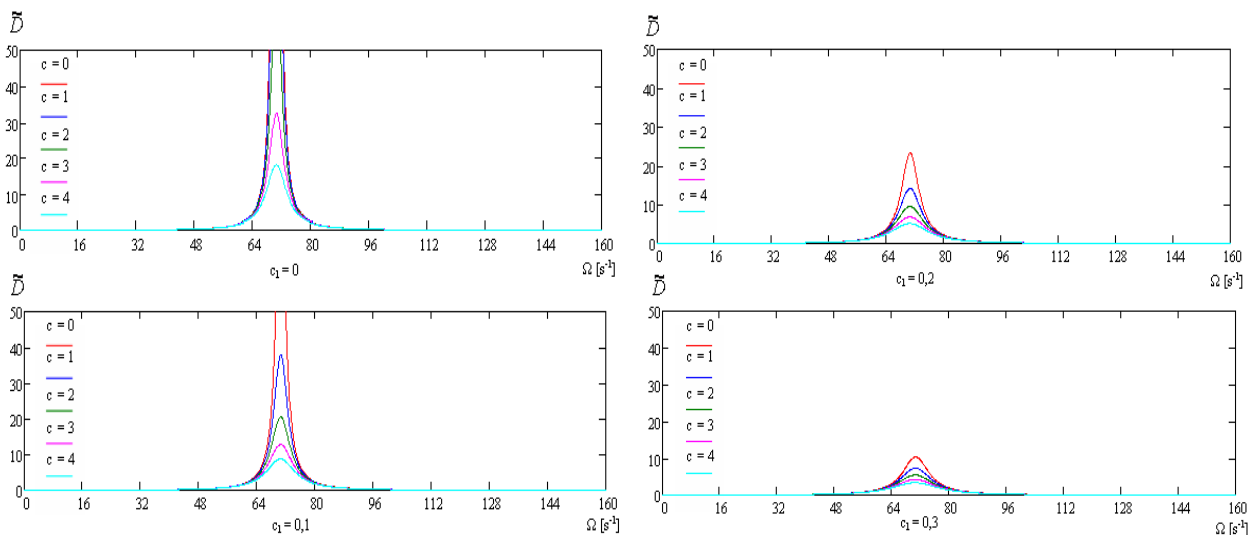 D̃
50
40
30
20
10
0
c = 0
c = 1
c = 2
c = 3
c = 4
0 16 32 48 64 80 96 112 128 144 160
c₁ = 0 Ω [s⁻¹]
D̃
50
40
30
20
10
0
c = 0
c = 1
c = 2
c = 3
c = 4
0 16 32 48 64 80 96 112 128 144 160
c₁ = 0,2 Ω [s⁻¹]
D̃
50
40
30
20
10
0
c = 0
c = 1
c = 2
c = 3
c = 4
0 16 32 48 64 80 96 112 128 144 160
c₁ = 0,1 Ω [s⁻¹]
D̃
50
40
30
20
10
0
c = 0
c = 1
c = 2
c = 3
c = 4
0 16 32 48 64 80 96 112 128 144 160
c₁ = 0,3 Ω [s⁻¹]